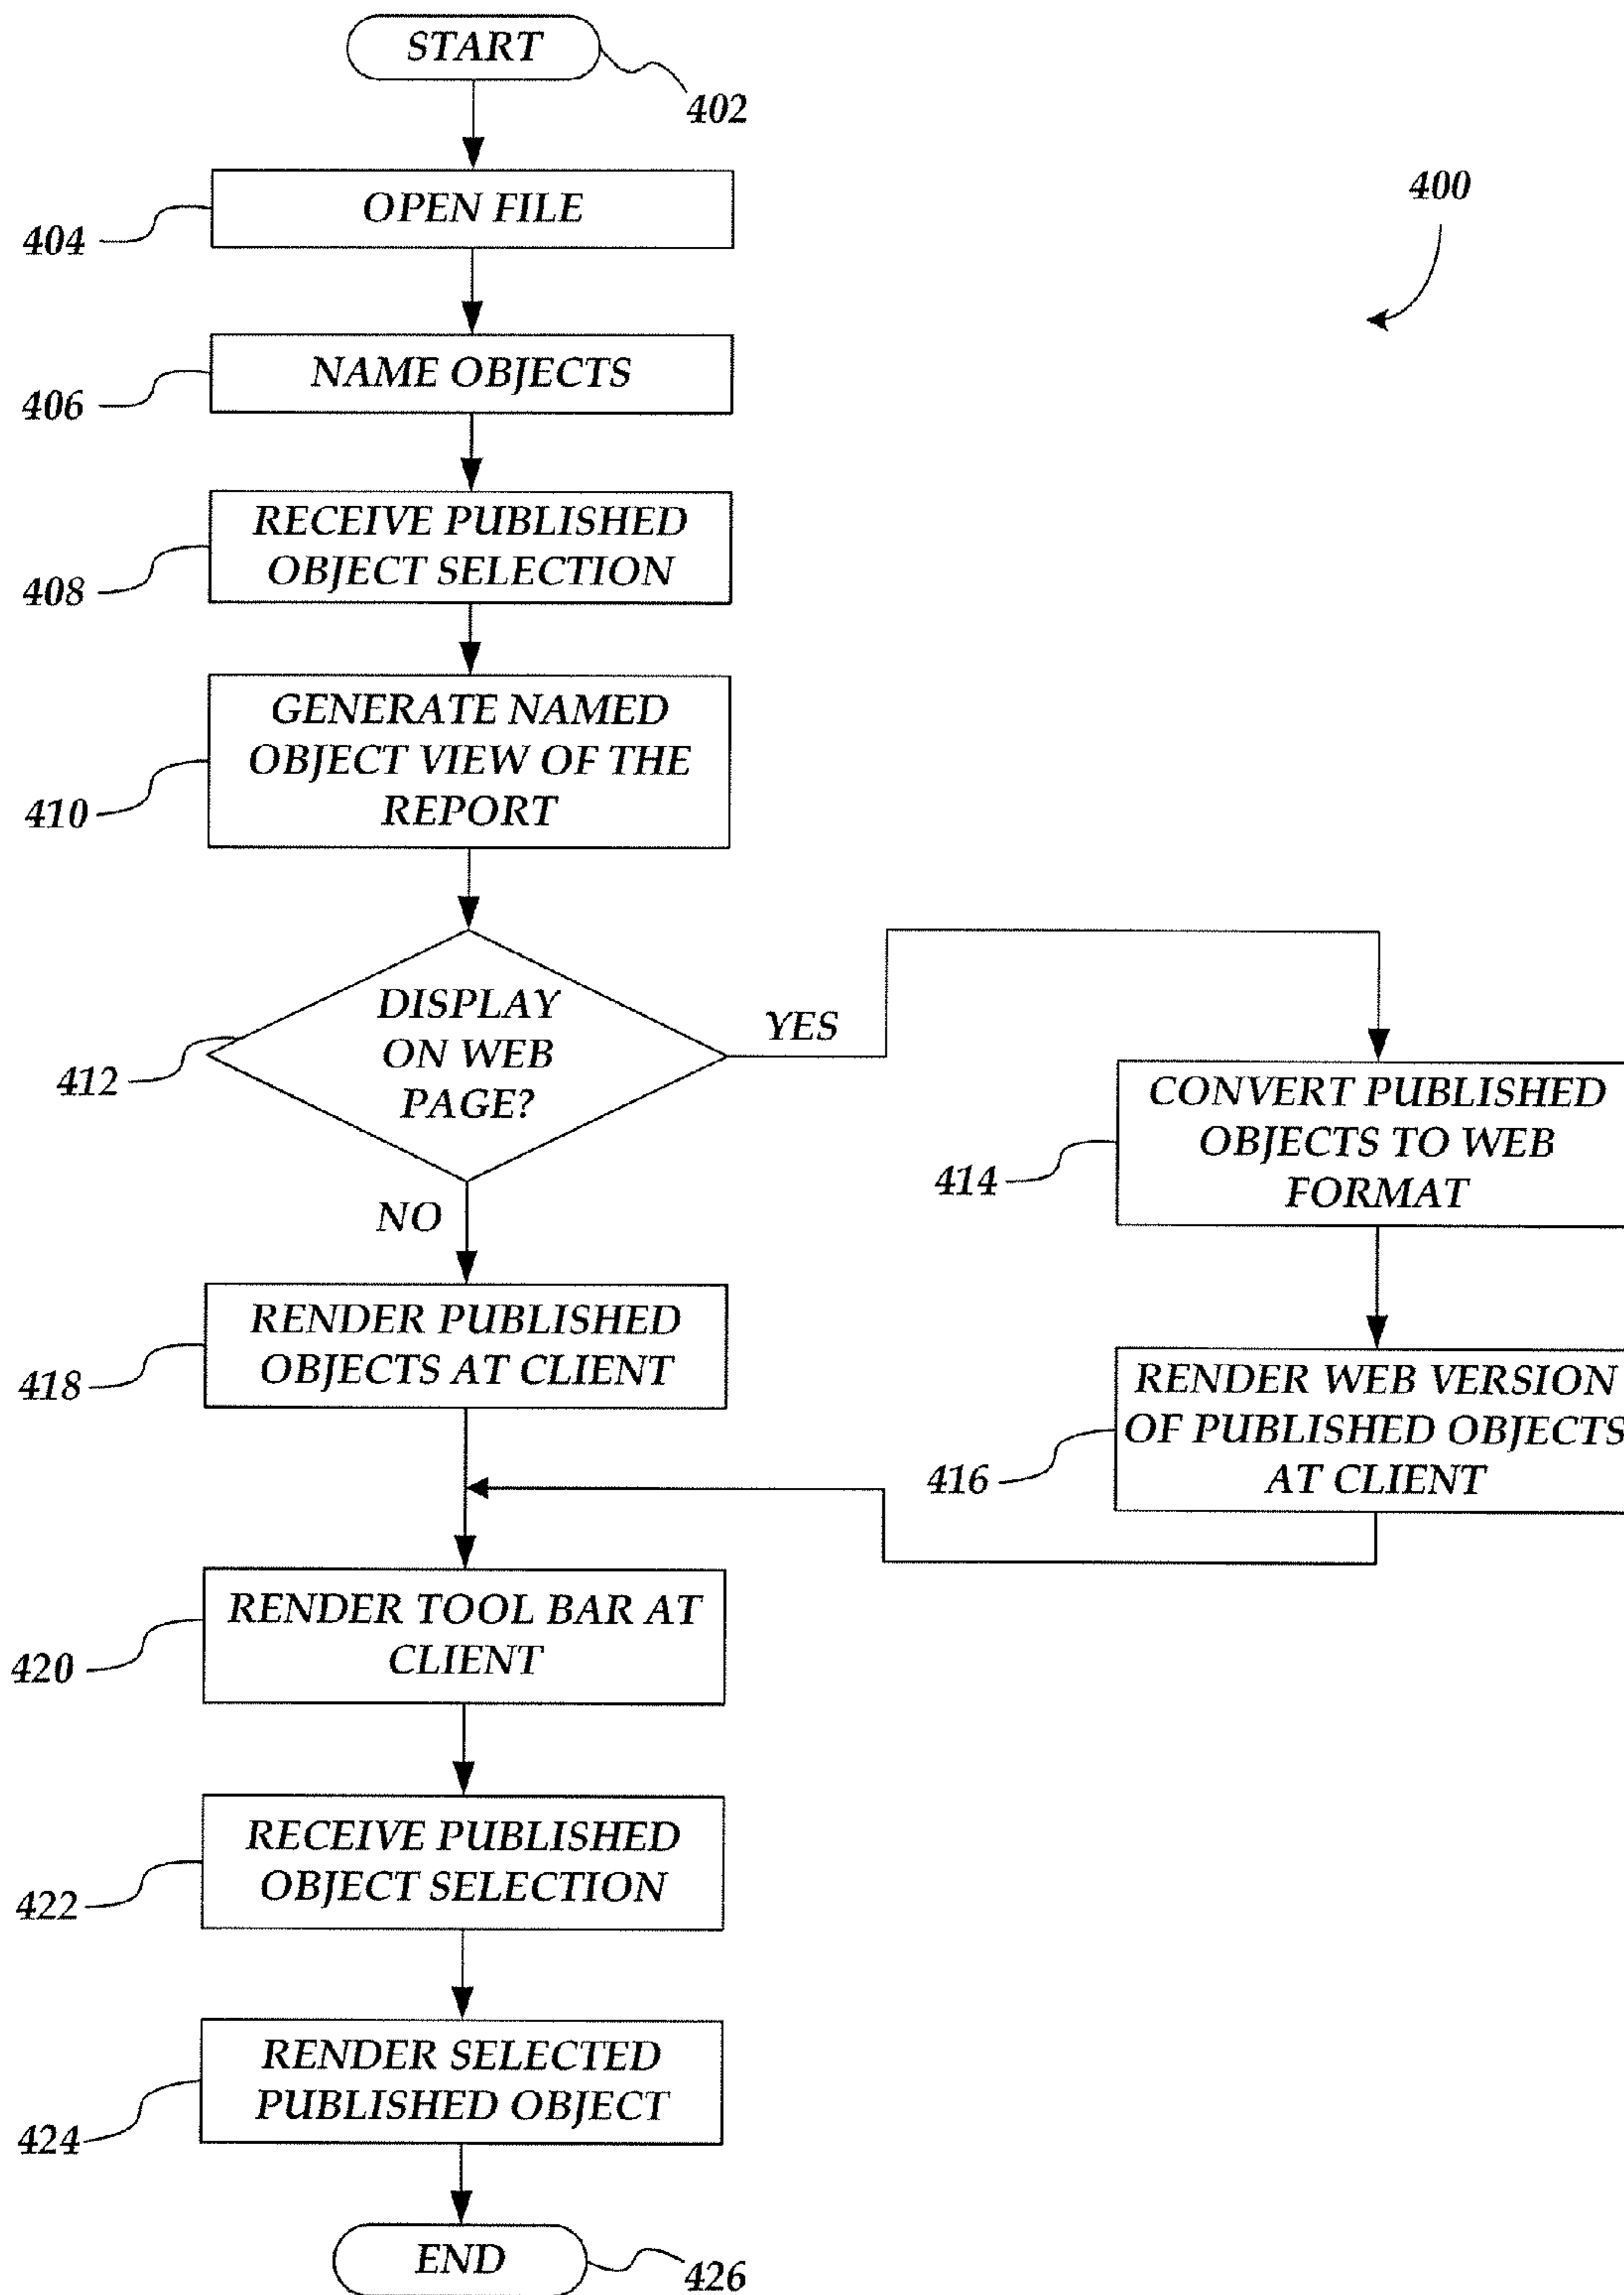 START
402
400
OPEN FILE
404
NAME OBJECTS
406
RECEIVE PUBLISHED
OBJECT SELECTION
408
GENERATE NAMED
OBJECT VIEW OF THE
REPORT
410
DISPLAY
ON WEB
PAGE?
412
YES
NO
CONVERT PUBLISHED
OBJECTS TO WEB
FORMAT
414
RENDER WEB VERSION
OF PUBLISHED OBJECTS
AT CLIENT
416
RENDER PUBLISHED
OBJECTS AT CLIENT
418
RENDER TOOL BAR AT
CLIENT
420
RECEIVE PUBLISHED
OBJECT SELECTION
422
RENDER SELECTED
PUBLISHED OBJECT
424
END
426